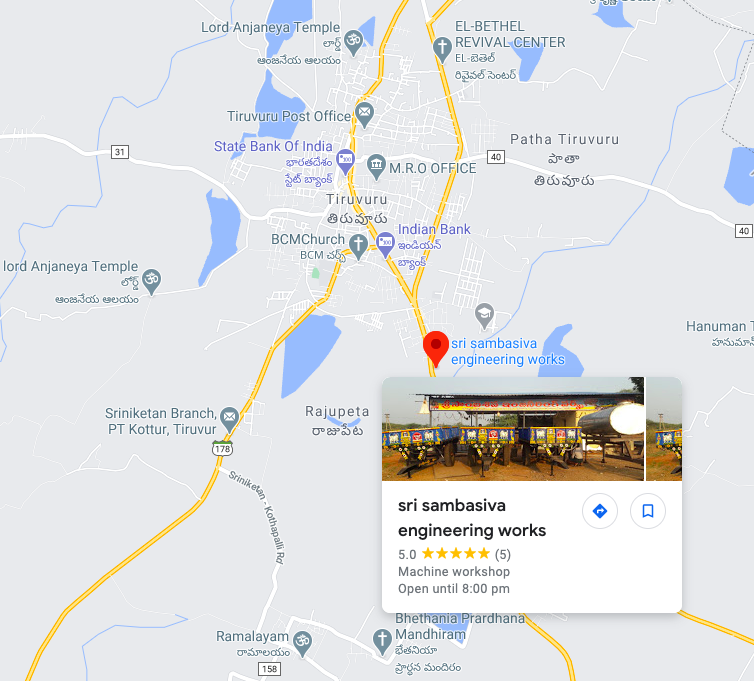 Lord Anjaneya Temple
లార్డ్
ఆంజనేయ ఆలయం
EL-BETHEL
REVIVAL CENTER
EL-బెతెల్
రివైవల్ సెంటర్
Tiruvuru Post Office
31
State Bank Of India
భారతదేశం
స్టేట్ బ్యాంక్
M.R.O OFFICE
40
Patha Tiruvuru
పాతా
తిరువూరు
Tiruvuru
తిరువూరు
40
BCMChurch
BCM చర్చ్
Indian Bank
ఇండియన్
బ్యాంక్
lord Anjaneya Temple
లోర్డ్
ఆంజనేయ ఆలయం
Hanuman T
హనుమాన్
sri sambasiva
engineering works
Sriniketan Branch,
PT Kottur, Tiruvur
178
Rajupeta
రాజుపేట
Sriniketan - Kothapalli Rd
sri sambasiva
engineering works
5.0 ★★★★★ (5)
Machine workshop
Open until 8:00 pm
Ramalayam
రామాలయం
158
Bhethania Prardhana
Mandhiram
భేతనియా
ప్రార్థన మందిరం